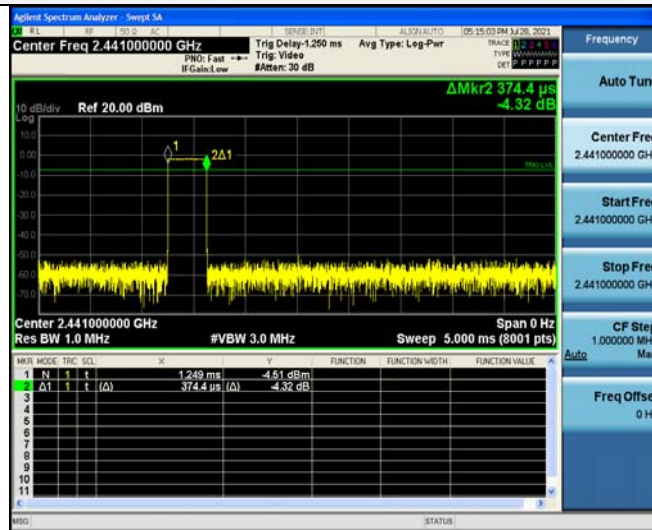 Agilent Spectrum Analyzer - Swept SA
RL RF 50 Ω AC SENSE:INT ALIGNAUTO 05:15:03 PM Jul 28, 2021
Center Freq 2.441000000 GHz
PNO: Fast
IFGain:Low
Trig Delay-1.250 ms
Trig: Video
#Atten: 30 dB
Avg Type: Log-Pwr
TRACE 1 2 3 4 5 6
TYPE
DET P P P P P P
ΔMkr2 374.4 µs
-4.32 dB
10 dB/div Ref 20.00 dBm
Log
10.0
0.00
1
2Δ1
TRIG LVL
-10.0
-20.0
-30.0
-40.0
-50.0
-60.0
-70.0
Center 2.441000000 GHz Span 0 Hz
Res BW 1.0 MHz #VBW 3.0 MHz Sweep 5.000 ms (8001 pts)
MKR MODE TRC SCL X Y FUNCTION FUNCTION WIDTH FUNCTION VALUE
1 N 1 t 1.249 ms -4.51 dBm
2 Δ1 1 t (Δ) 374.4 µs (Δ) -4.32 dB
3
4
5
6
7
8
9
10
11
MSG STATUS
Frequency
Auto Tun
Center Fre
2.441000000 GH
Start Fre
2.441000000 GH
Stop Fre
2.441000000 GH
CF Step
1.000000 MH
Auto Ma
Freq Offse
0 H